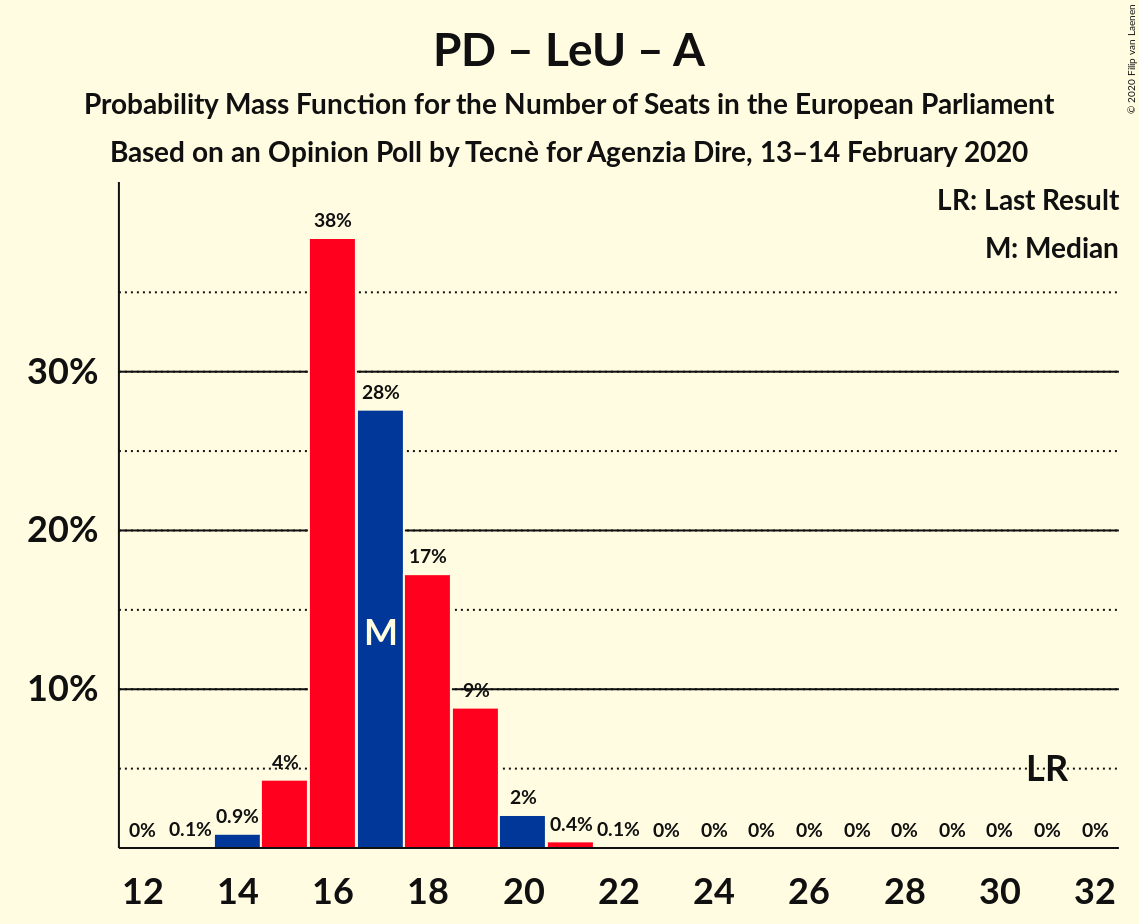 PD – LeU – A
Probability Mass Function for the Number of Seats in the European Parliament
Based on an Opinion Poll by Tecnè for Agenzia Dire, 13–14 February 2020
© 2020 Filip van Laenen
LR: Last Result
M: Median
38%
30%
28%
20%
17%
M
10%
9%
4%
LR
2%
0% 0.1% 0.9% 0.4% 0.1% 0% 0% 0% 0% 0% 0% 0% 0% 0% 0%
12 14 16 18 20 22 24 26 28 30 32